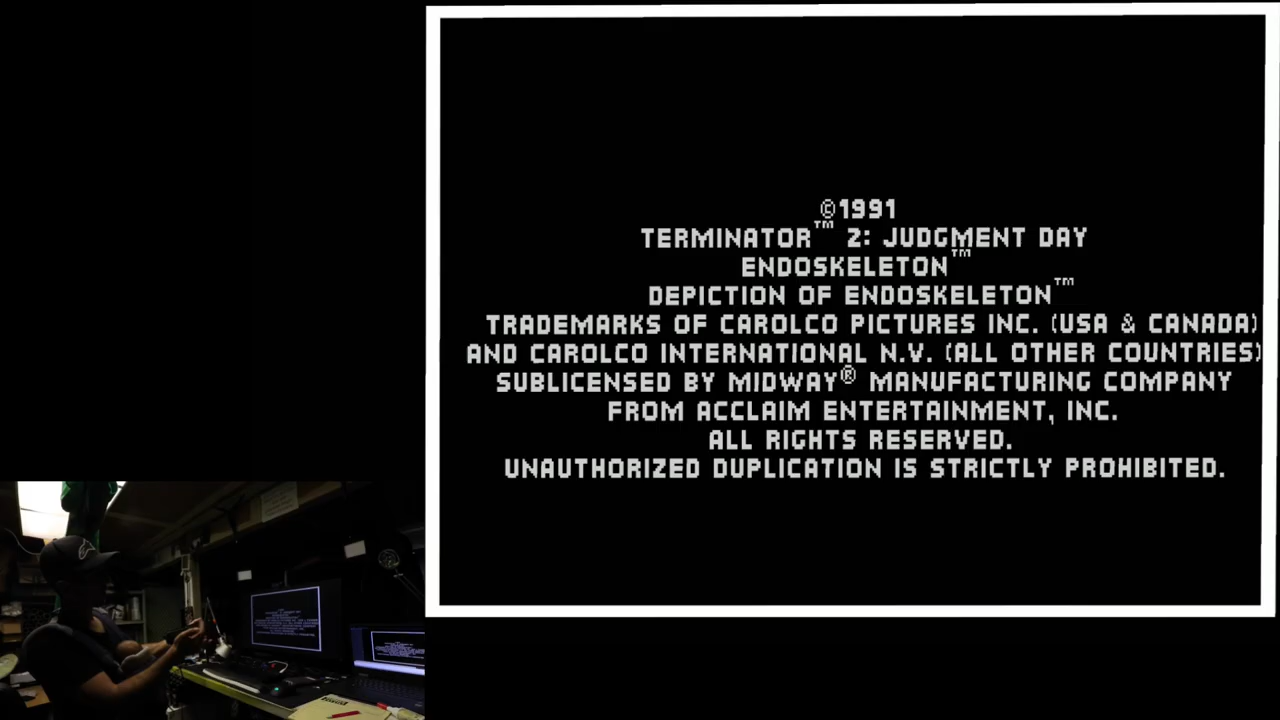 ©1991
TERMINATOR™ 2: JUDGMENT DAY
ENDOSKELETON™
DEPICTION OF ENDOSKELETON™
TRADEMARKS OF CAROLCO PICTURES INC. (USA & CANADA)
AND CAROLCO INTERNATIONAL N.V. (ALL OTHER COUNTRIES)
SUBLICENSED BY MIDWAY® MANUFACTURING COMPANY
FROM ACCLAIM ENTERTAINMENT, INC.
ALL RIGHTS RESERVED.
UNAUTHORIZED DUPLICATION IS STRICTLY PROHIBITED.